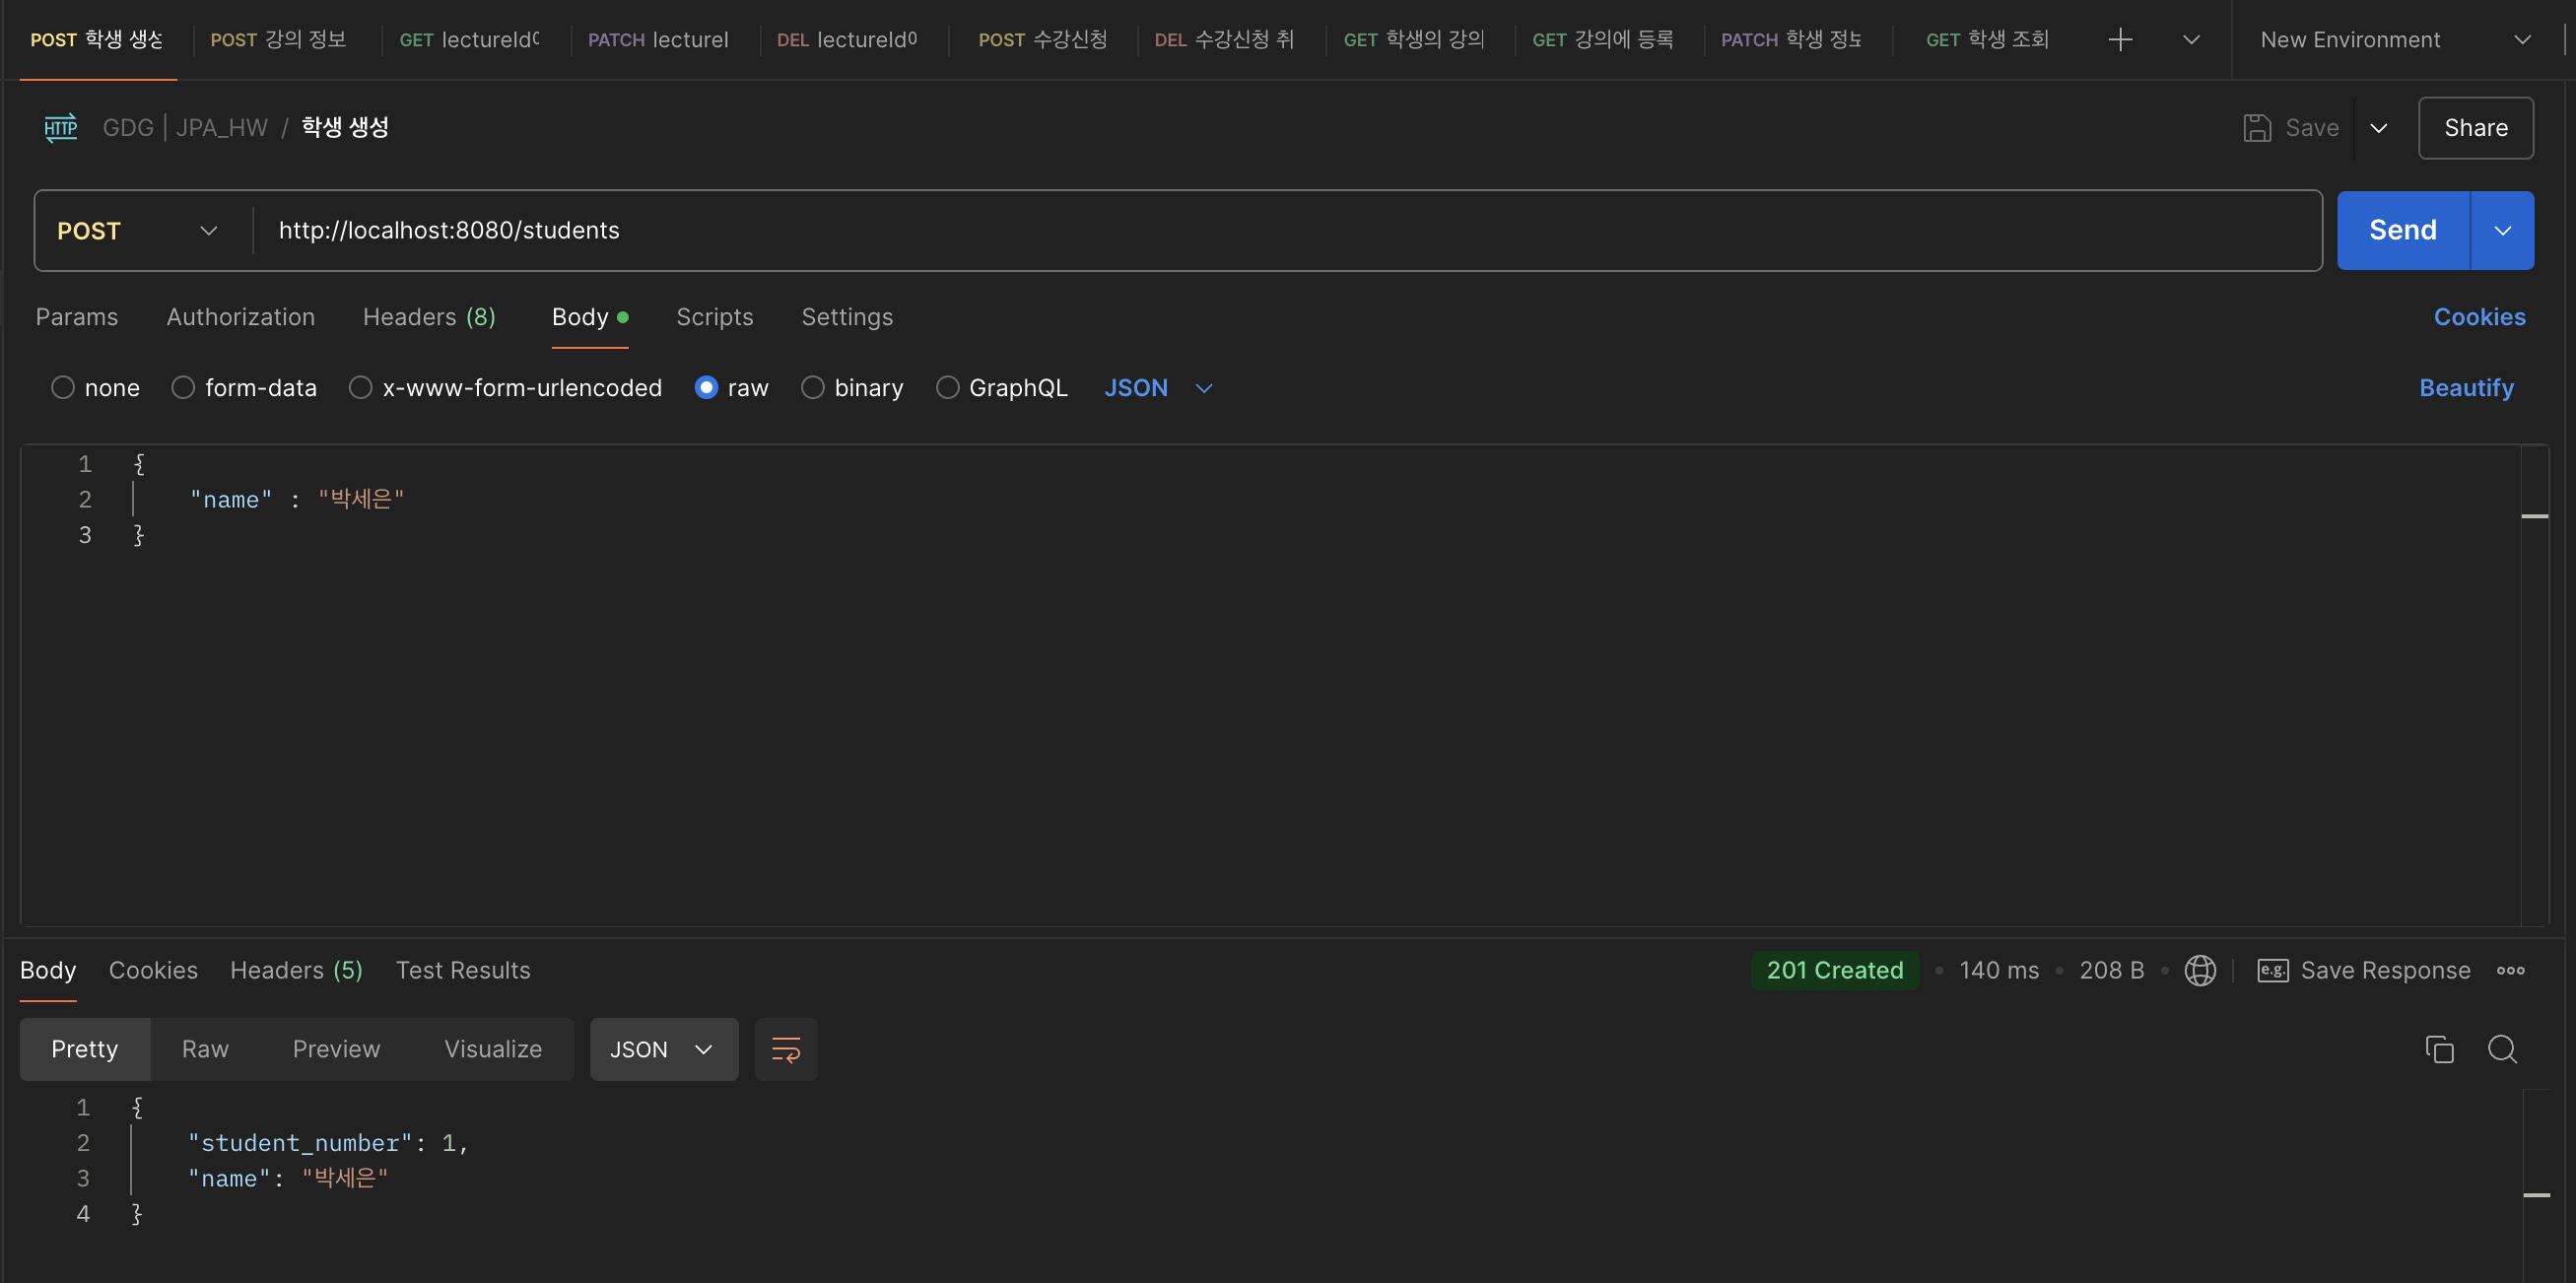 POST 학생 생성 POST 강의 정보 GET lectureId PATCH lectureI DEL lectureId POST 수강신청 DEL 수강신청 취 GET 학생의 강의 GET 강의에 등록 PATCH 학생 정보 GET 학생 조회 New Environment
HTTP GDG | JPA_HW / 학생 생성 Save Share
POST http://localhost:8080/students Send
Params Authorization Headers (8) Body Scripts Settings Cookies
none form-data x-www-form-urlencoded raw binary GraphQL JSON Beautify
1 {
2 "name" : "박세은"
3 }
Body Cookies Headers (5) Test Results 201 Created • 140 ms • 208 B • e.g. Save Response
Pretty Raw Preview Visualize JSON
1 {
2 "student_number": 1,
3 "name": "박세은"
4 }